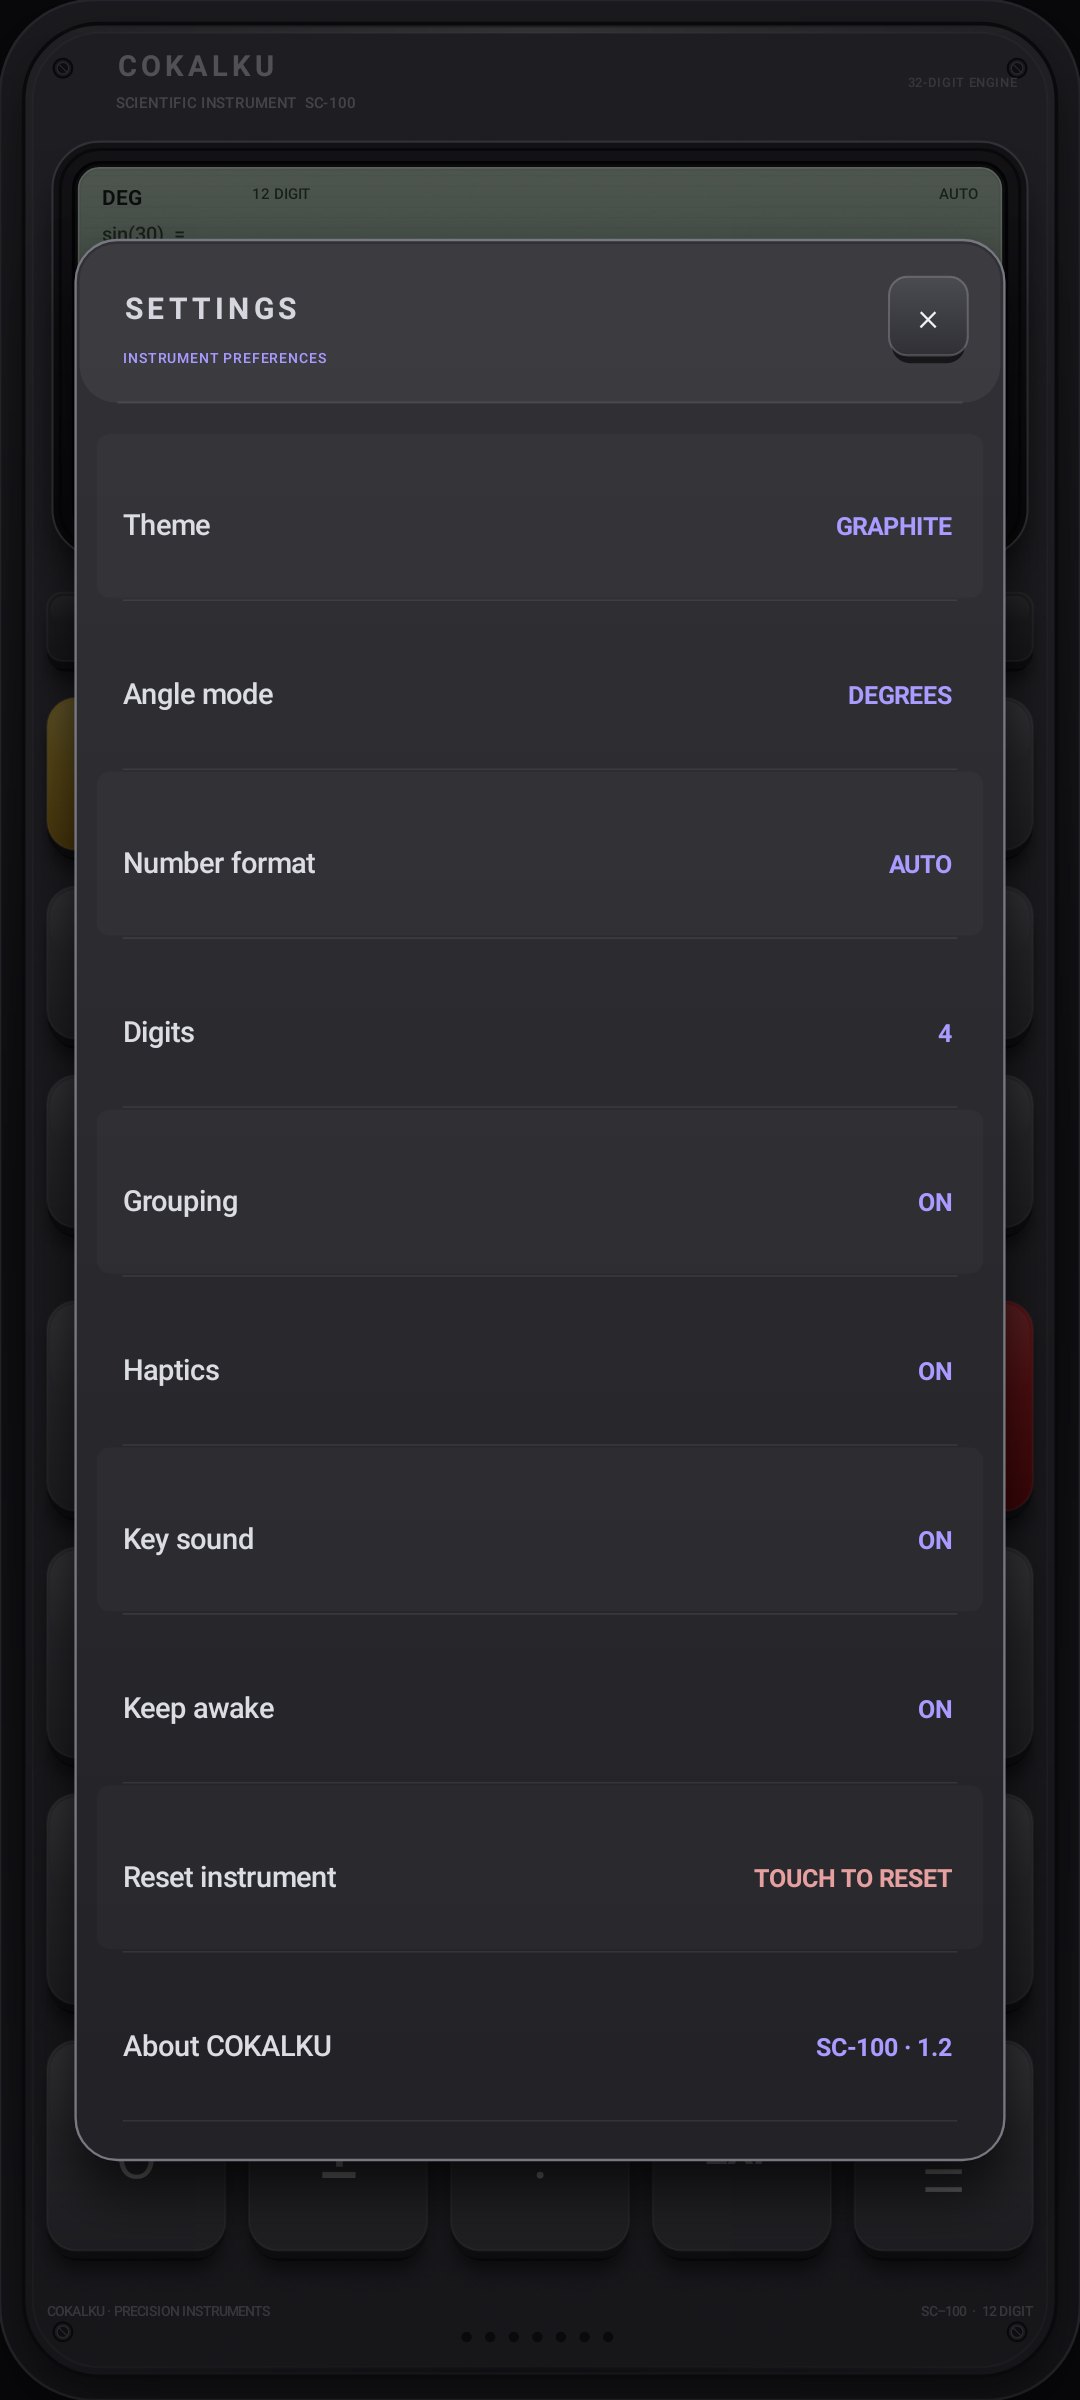 COKALKU
SCIENTIFIC INSTRUMENT SC-100
32-DIGIT ENGINE
DEG
12 DIGIT
AUTO
sin(30) =
SETTINGS
×
INSTRUMENT PREFERENCES
Theme
GRAPHITE
Angle mode
DEGREES
Number format
AUTO
Digits
4
Grouping
ON
Haptics
ON
Key sound
ON
Keep awake
ON
Reset instrument
TOUCH TO RESET
About COKALKU
SC-100 · 1.2
COKALKU · PRECISION INSTRUMENTS
SC-100 · 12 DIGIT